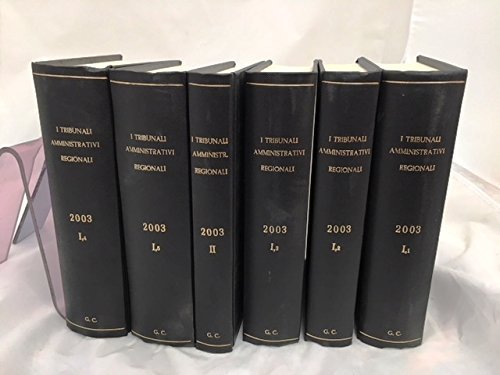 I TRIBUNALI
AMMINISTRATIVI
REGIONALI
2003
I,4
G. C.
I TRIBUNALI
AMMINISTRATIVI
REGIONALI
2003
I,5
G. C.
I TRIBUNALI
AMMINISTR.
REGIONALI
2003
II
G. C.
I TRIBUNALI
AMMINISTRATIVI
REGIONALI
2003
I,3
G. C.
I TRIBUNALI
AMMINISTRATIVI
REGIONALI
2003
I,2
G. C.
I TRIBUNALI
AMMINISTRATIVI
REGIONALI
2003
I,1
G. C.